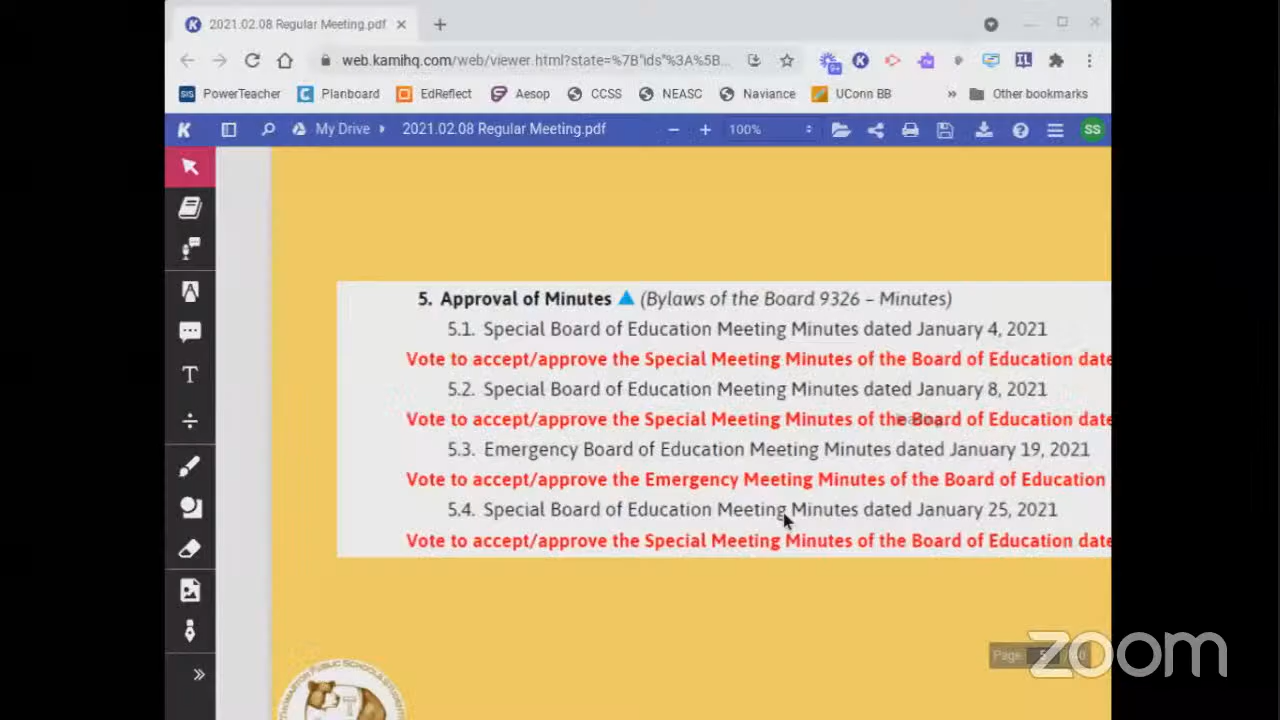 2021.02.08 Regular Meeting.pdf
web.kamihq.com/web/viewer.html?state=%7B"ids"%3A%5B...
9+
SIS PowerTeacher Planboard EdReflect Aesop CCSS NEASC Naviance UConn BB » Other bookmarks
K My Drive 2021.02.08 Regular Meeting.pdf − + 100% SS
5. Approval of Minutes (Bylaws of the Board 9326 – Minutes)
5.1. Special Board of Education Meeting Minutes dated January 4, 2021
Vote to accept/approve the Special Meeting Minutes of the Board of Education date
5.2. Special Board of Education Meeting Minutes dated January 8, 2021
Vote to accept/approve the Special Meeting Minutes of the Board of Education date
5.3. Emergency Board of Education Meeting Minutes dated January 19, 2021
Vote to accept/approve the Emergency Meeting Minutes of the Board of Education
5.4. Special Board of Education Meeting Minutes dated January 25, 2021
Vote to accept/approve the Special Meeting Minutes of the Board of Education date
PUBLIC SCHOOLS
Page 5
zoom